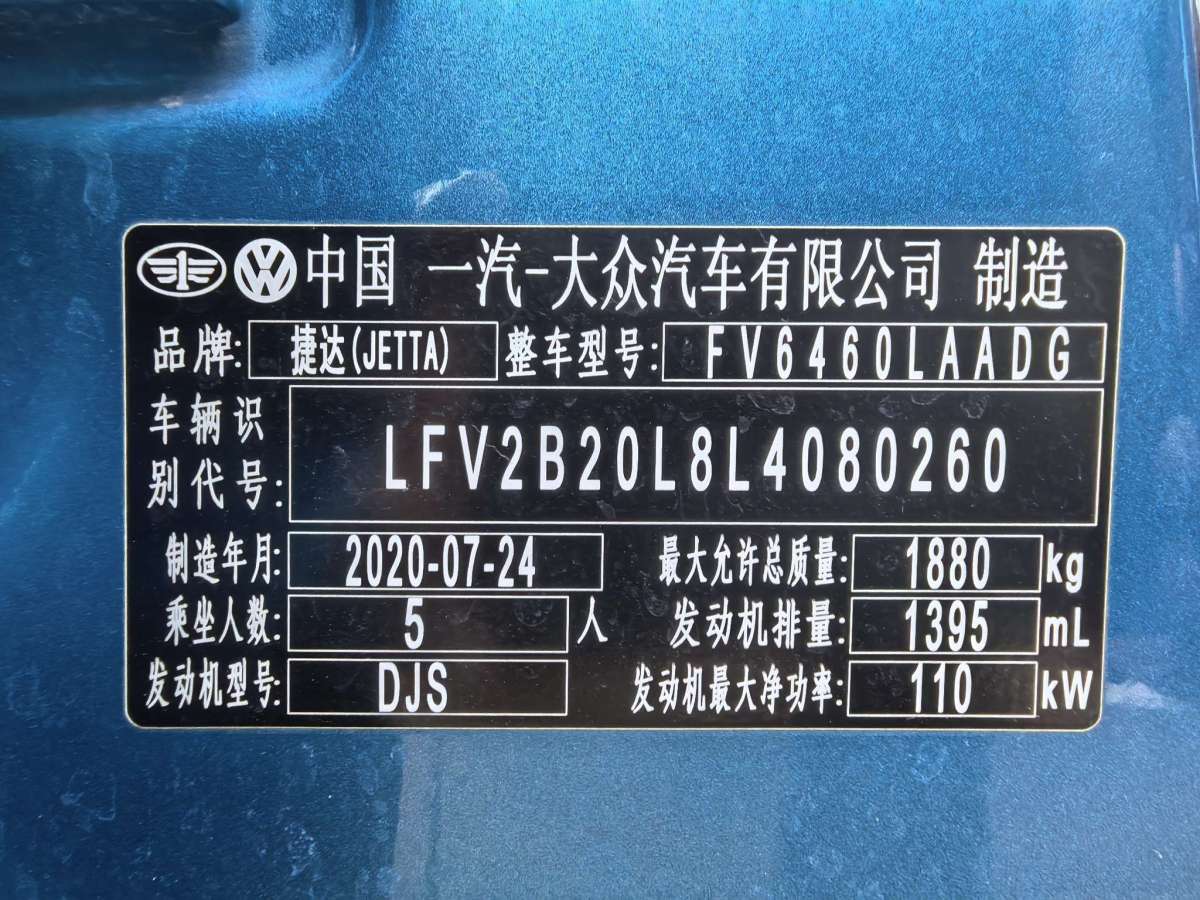 中国 一汽-大众汽车有限公司 制造
品牌: 捷达(JETTA) 整车型号: FV6460LAADG
车辆识别代号: LFV2B20L8L4080260
制造年月: 2020-07-24 最大允许总质量: 1880 kg
乘坐人数: 5 人 发动机排量: 1395 mL
发动机型号: DJS 发动机最大净功率: 110 kW